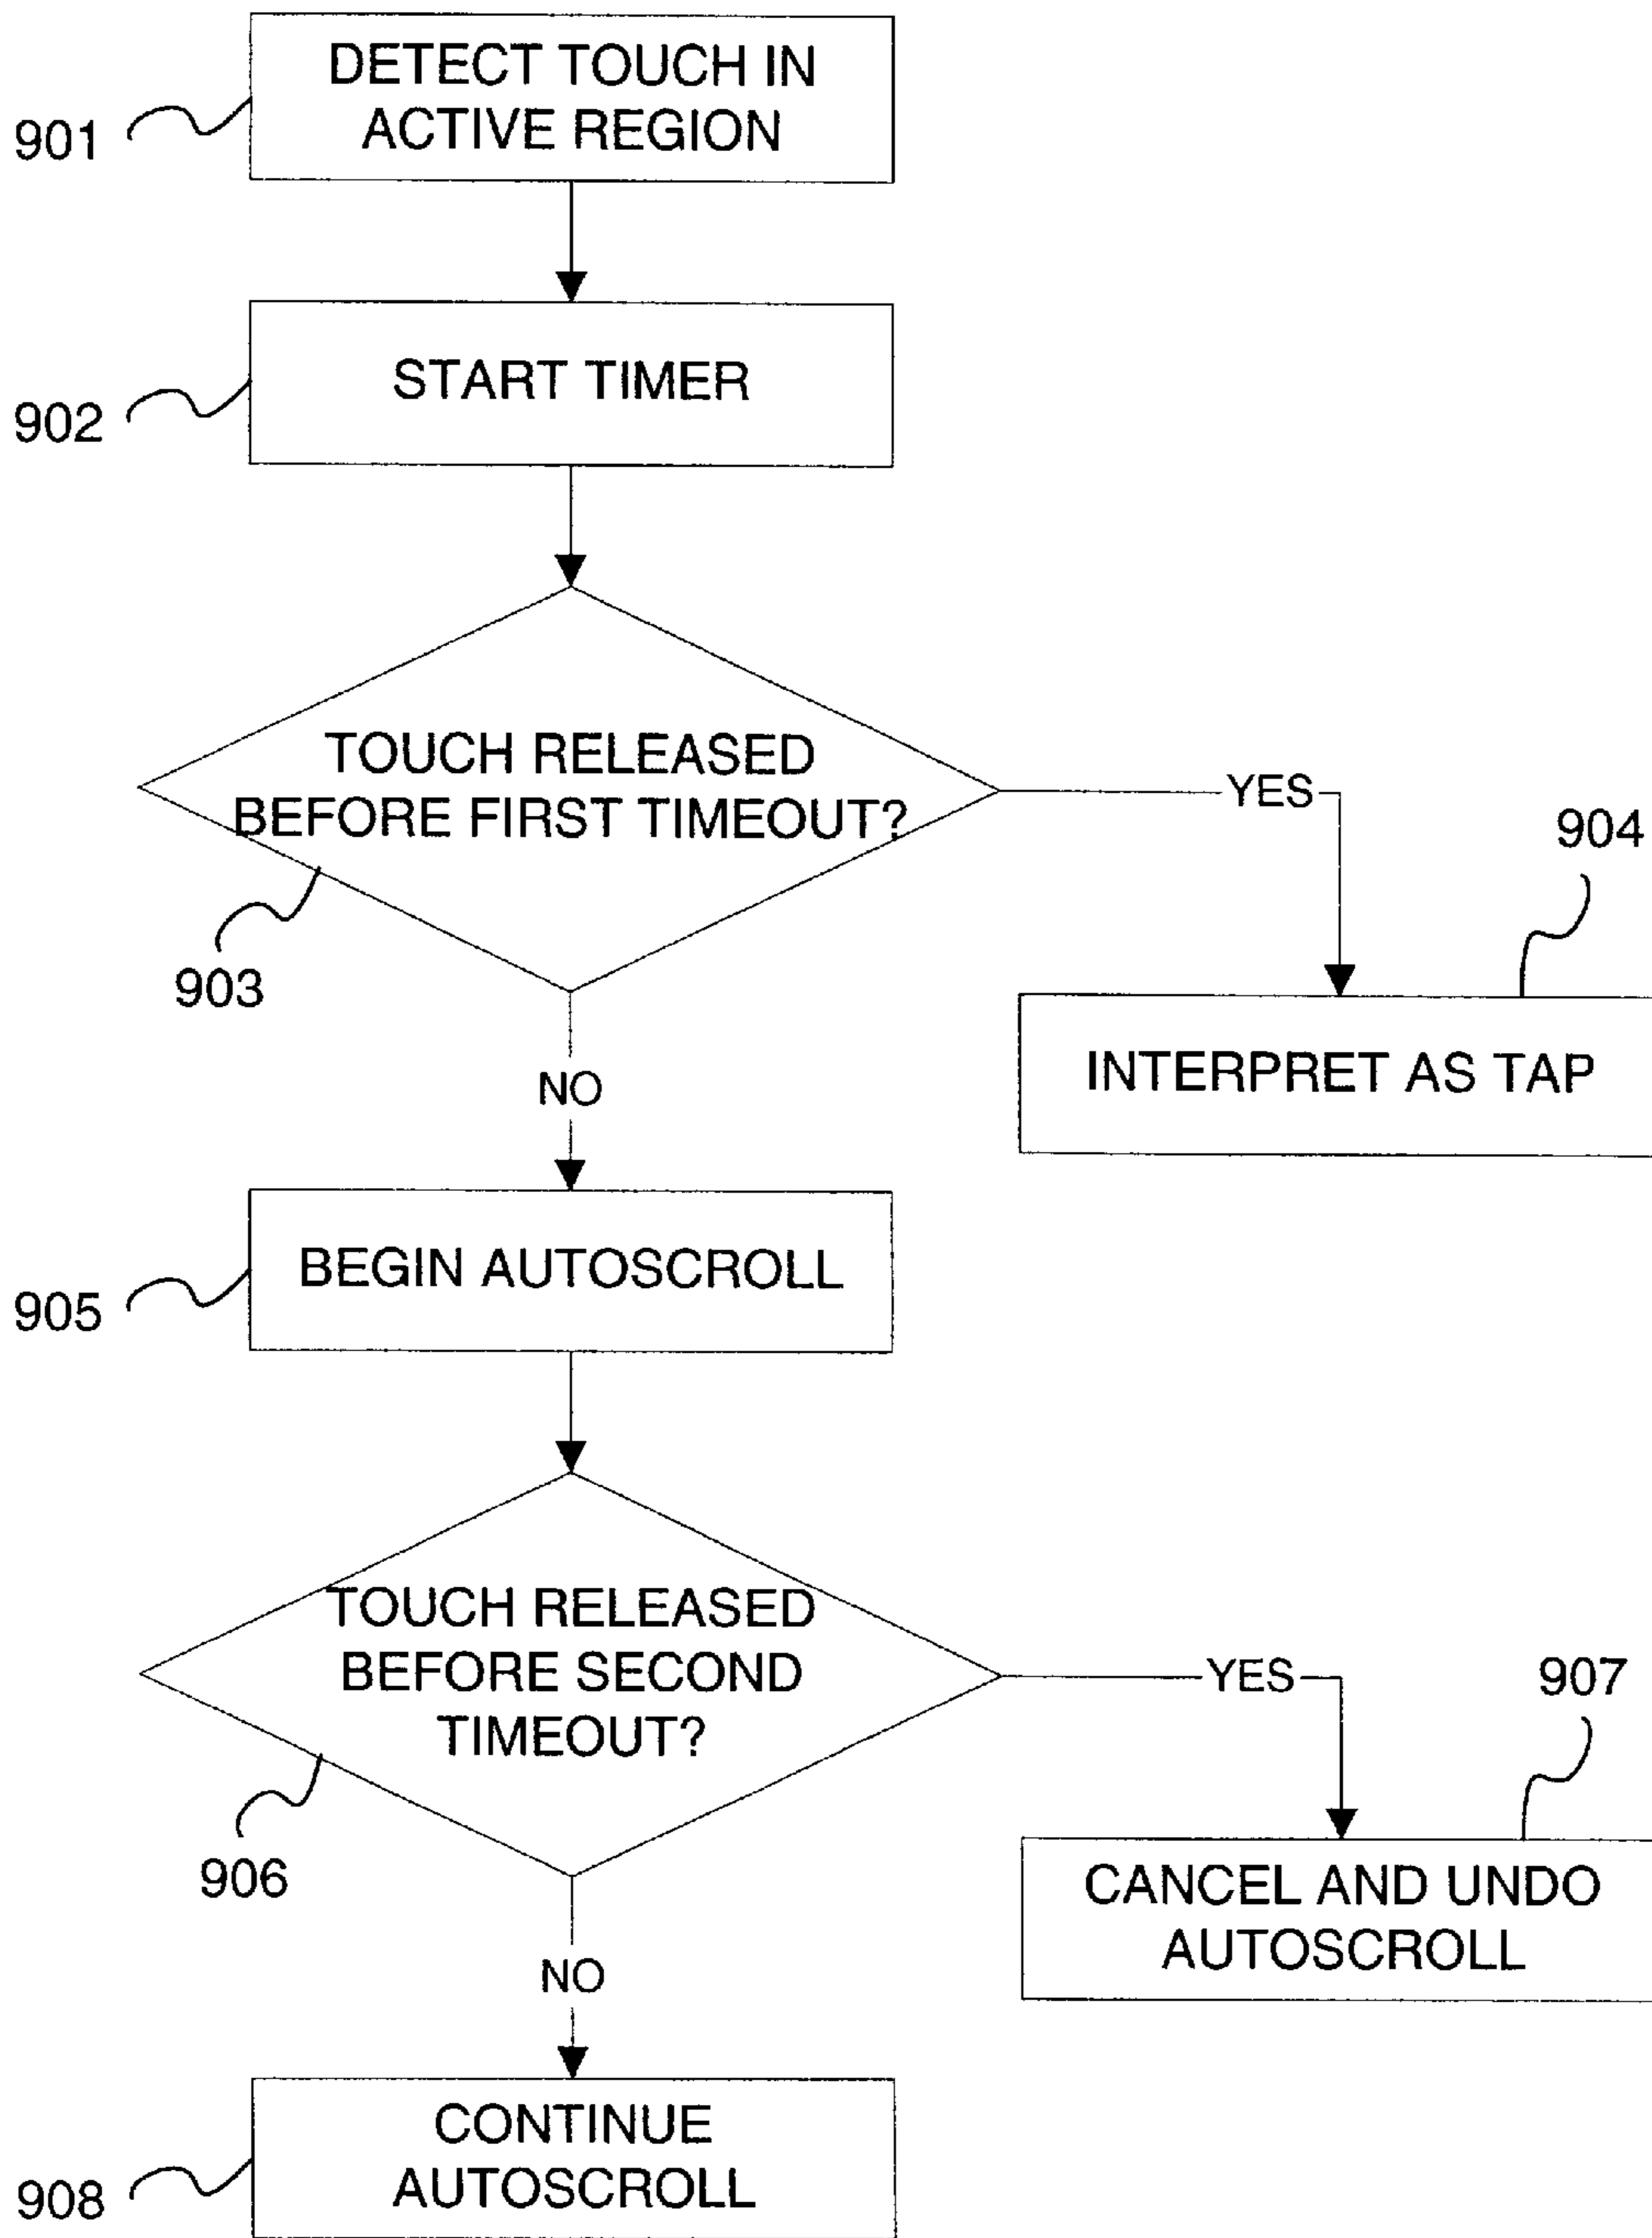 DETECT TOUCH IN
ACTIVE REGION
901
START TIMER
902
TOUCH RELEASED
BEFORE FIRST TIMEOUT?
YES
904
903
INTERPRET AS TAP
NO
BEGIN AUTOSCROLL
905
TOUCH RELEASED
BEFORE SECOND
TIMEOUT?
YES
907
906
CANCEL AND UNDO
AUTOSCROLL
NO
CONTINUE
AUTOSCROLL
908